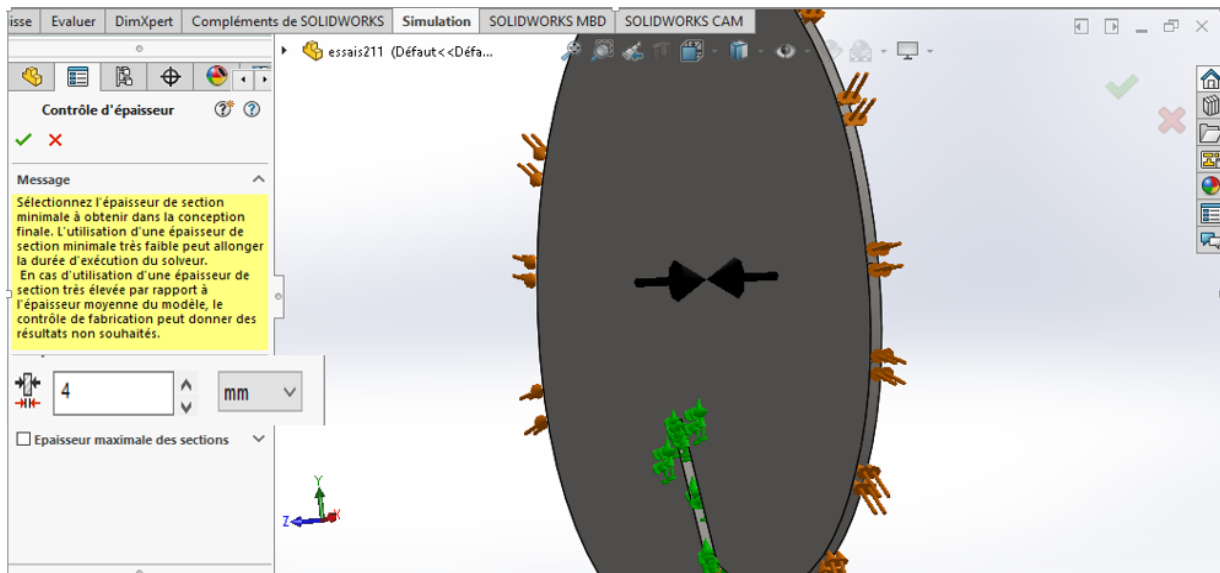 isse Evaluer DimXpert Compléments de SOLIDWORKS Simulation SOLIDWORKS MBD SOLIDWORKS CAM
essais211 (Défaut<<Défa...
Contrôle d'épaisseur
Message
Sélectionnez l'épaisseur de section
minimale à obtenir dans la conception
finale. L'utilisation d'une épaisseur de
section minimale très faible peut allonger
la durée d'exécution du solveur.
En cas d'utilisation d'une épaisseur de
section très élevée par rapport à
l'épaisseur moyenne du modèle, le
contrôle de fabrication peut donner des
résultats non souhaités.
4 mm
Epaisseur maximale des sections
Y
Z X